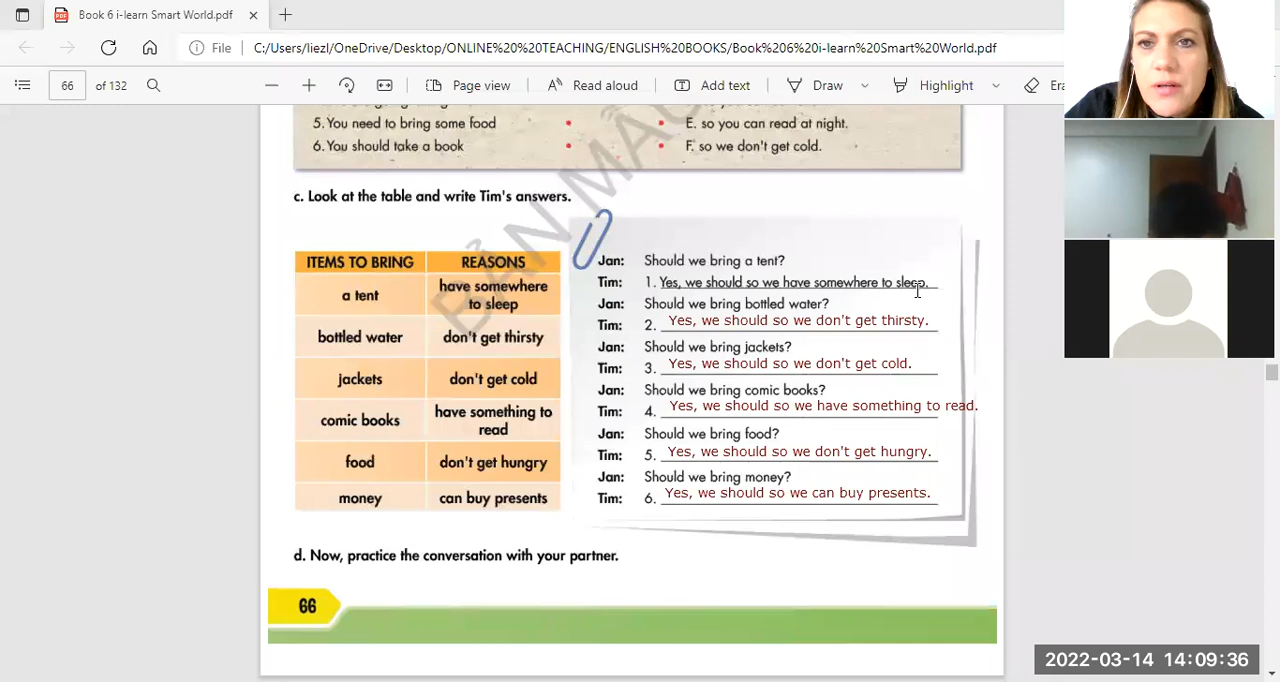 Book 6 i-learn Smart World.pdf
File C:/Users/liezl/OneDrive/Desktop/ONLINE%20%20TEACHING/ENGLISH%20BOOKS/Book%206%20i-learn%20Smart%20World.pdf
66 of 132 Page view Read aloud Add text Draw Highlight
5. You need to bring some food E. so you can read at night.
6. You should take a book F. so we don't get cold.
BẢN MẪU
c. Look at the table and write Tim's answers.
ITEMS TO BRING REASONS
a tent have somewhere to sleep
bottled water don't get thirsty
jackets don't get cold
comic books have something to read
food don't get hungry
money can buy presents
Jan: Should we bring a tent?
Tim: 1. Yes, we should so we have somewhere to sleep.
Jan: Should we bring bottled water?
Tim: 2. Yes, we should so we don't get thirsty.
Jan: Should we bring jackets?
Tim: 3. Yes, we should so we don't get cold.
Jan: Should we bring comic books?
Tim: 4. Yes, we should so we have something to read.
Jan: Should we bring food?
Tim: 5. Yes, we should so we don't get hungry.
Jan: Should we bring money?
Tim: 6. Yes, we should so we can buy presents.
d. Now, practice the conversation with your partner.
66
2022-03-14 14:09:36